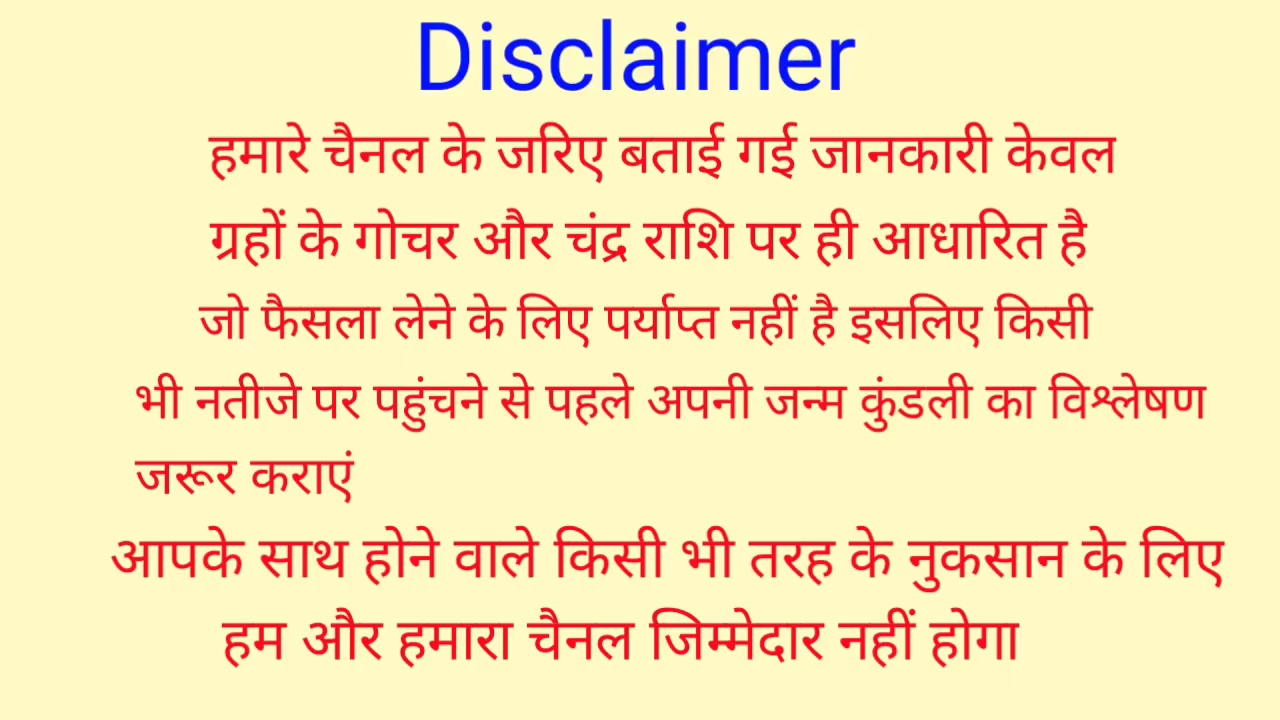 Disclaimer
हमारे चैनल के जरिए बताई गई जानकारी केवल
ग्रहों के गोचर और चंद्र राशि पर ही आधारित है
जो फैसला लेने के लिए पर्याप्त नहीं है इसलिए किसी
भी नतीजे पर पहुंचने से पहले अपनी जन्म कुंडली का विश्लेषण
जरूर कराएं
आपके साथ होने वाले किसी भी तरह के नुकसान के लिए
हम और हमारा चैनल जिम्मेदार नहीं होगा